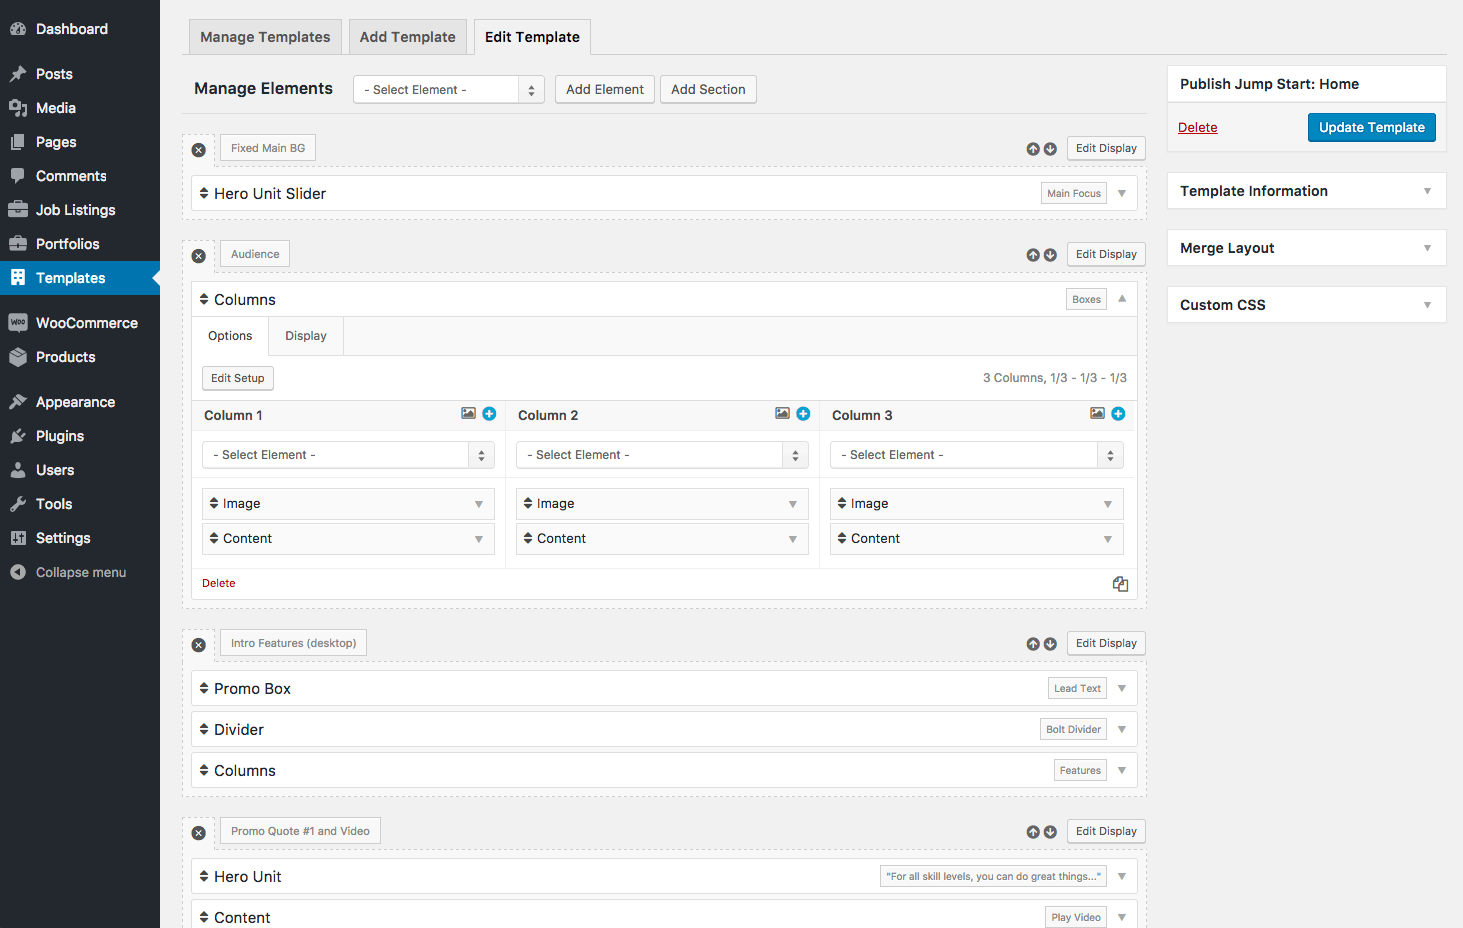 Dashboard
Posts
Media
Pages
Comments
Job Listings
Portfolios
Templates
WOO WooCommerce
Products
Appearance
Plugins
Users
Tools
Settings
Collapse menu
Manage Templates
Add Template
Edit Template
Manage Elements
- Select Element -
Add Element
Add Section
Fixed Main BG
Edit Display
Hero Unit Slider
Main Focus
Audience
Edit Display
Columns
Boxes
Options
Display
Edit Setup
3 Columns, 1/3 - 1/3 - 1/3
Column 1
Column 2
Column 3
- Select Element -
- Select Element -
- Select Element -
Image
Image
Image
Content
Content
Content
Delete
Intro Features (desktop)
Edit Display
Promo Box
Lead Text
Divider
Bolt Divider
Columns
Features
Promo Quote #1 and Video
Edit Display
Hero Unit
"For all skill levels, you can do great things..."
Content
Play Video
Publish Jump Start: Home
Delete
Update Template
Template Information
Merge Layout
Custom CSS